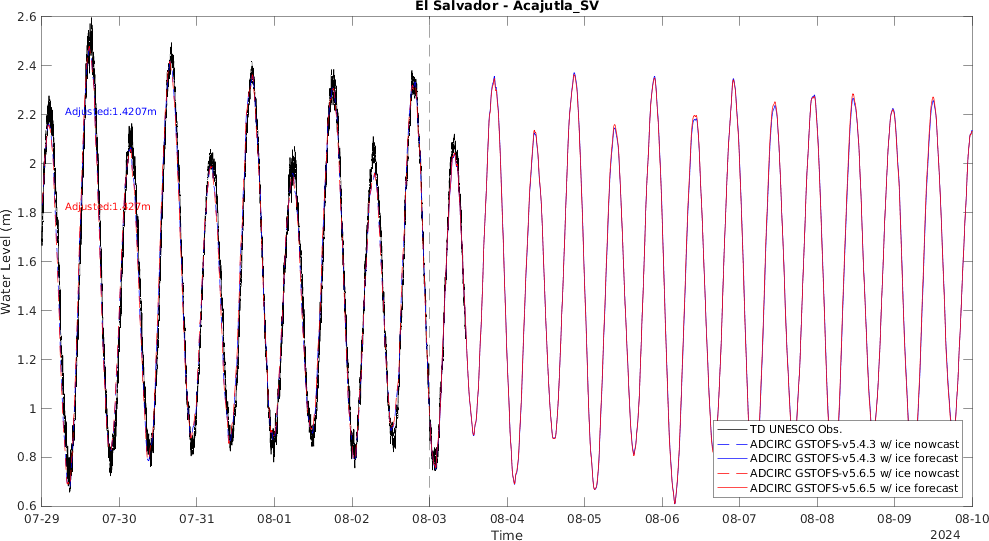 El Salvador - Acajutla_SV
Water Level (m)
2.6
2.4
2.2
2
1.8
1.6
1.4
1.2
1
0.8
0.6
Adjusted:1.4207m
Adjusted:1.427m
TD UNESCO Obs.
ADCIRC GSTOFS-v5.4.3 w/ ice nowcast
ADCIRC GSTOFS-v5.4.3 w/ ice forecast
ADCIRC GSTOFS-v5.6.5 w/ ice nowcast
ADCIRC GSTOFS-v5.6.5 w/ ice forecast
07-29 07-30 07-31 08-01 08-02 08-03 08-04 08-05 08-06 08-07 08-08 08-09 08-10
Time
2024